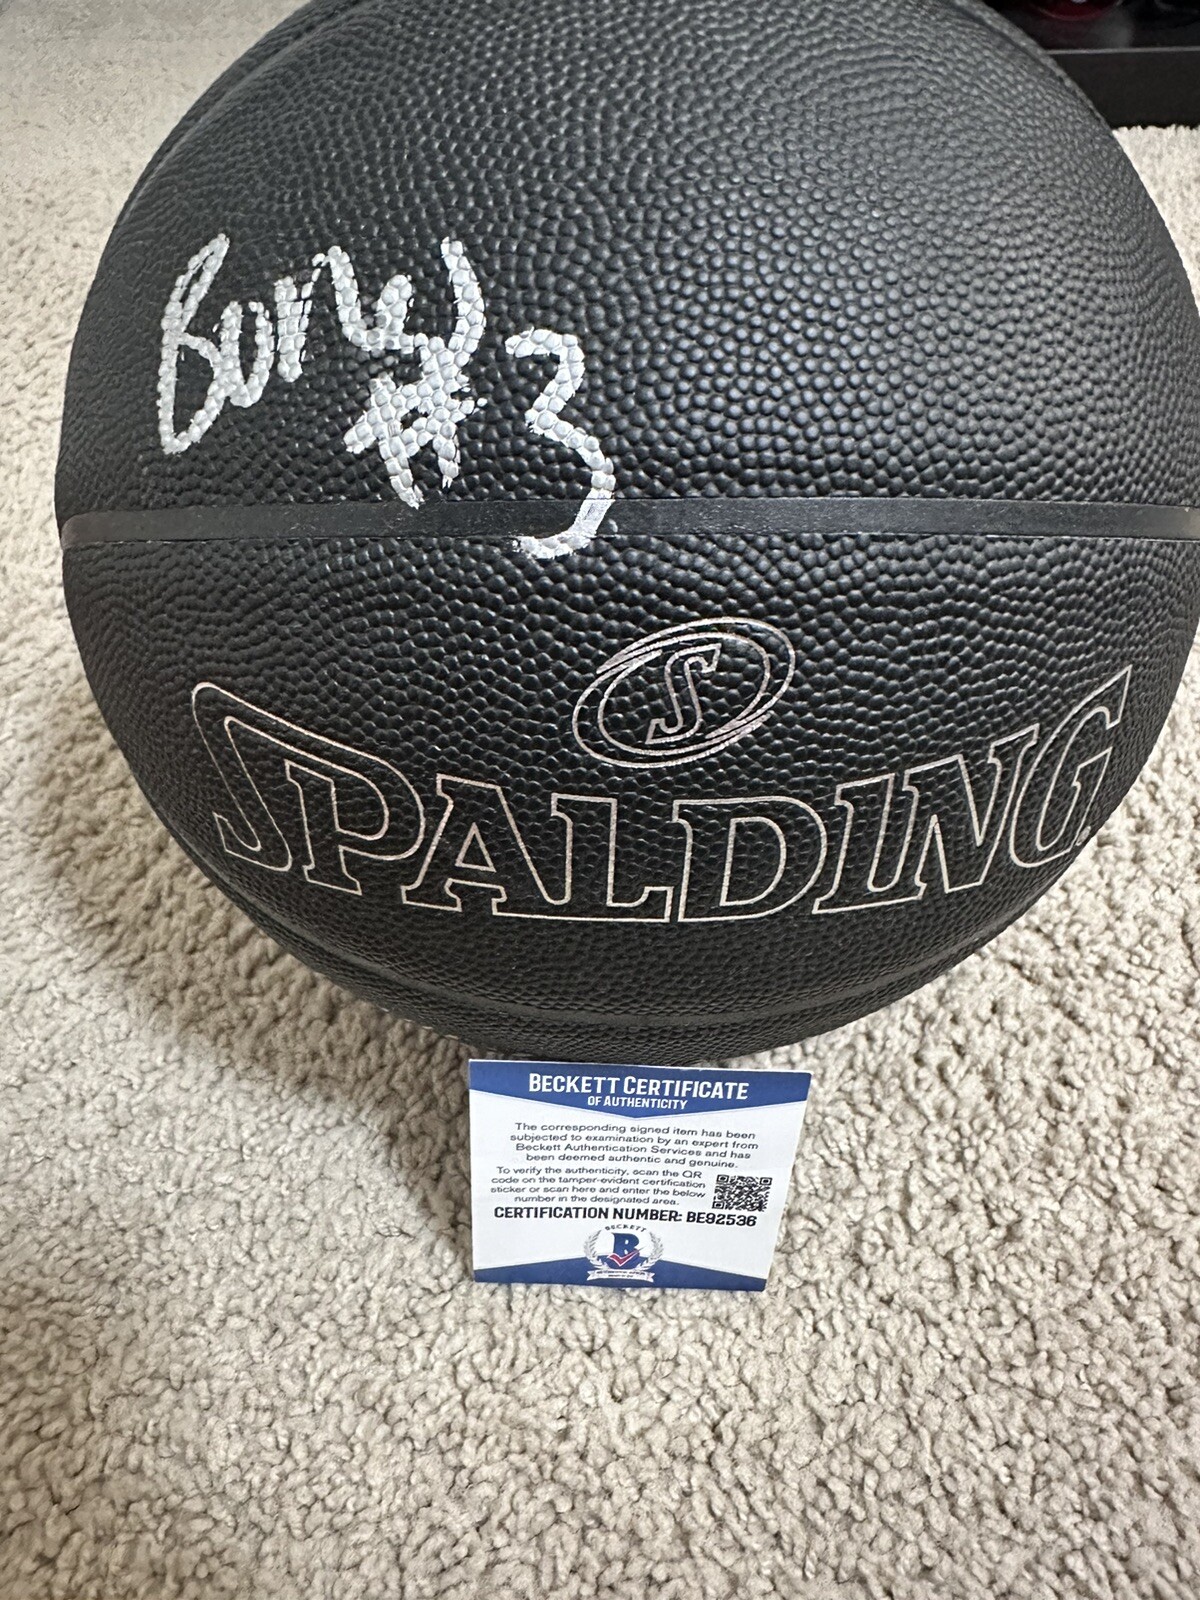 Bones
#3
S
SPALDING®
BECKETT CERTIFICATE
OF AUTHENTICITY
The corresponding signed item has been
subjected to examination by an expert from
Beckett Authentication Services and has
been deemed authentic and genuine.
To verify the authenticity, scan the QR
code on the tamper-evident certification
sticker or scan here and enter the below
number in the designated area.
CERTIFICATION NUMBER: BE92536
BECKETT
B